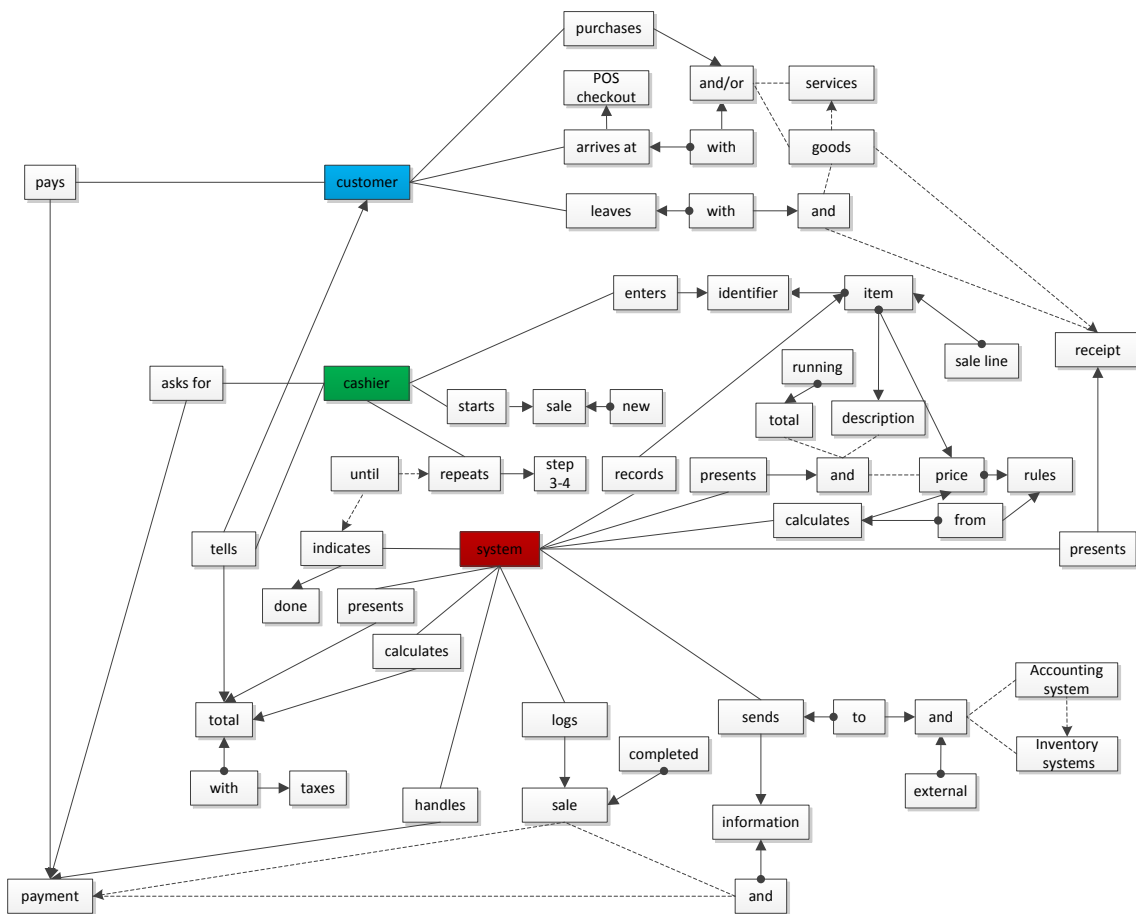 purchases
POS
checkout
and/or
services
arrives at
with
goods
pays
customer
leaves
with
and
enters
identifier
item
receipt
sale line
running
asks for
cashier
starts
sale
new
total
description
until
repeats
step
3-4
records
presents
and
price
rules
calculates
from
tells
indicates
system
presents
done
presents
calculates
total
logs
sends
to
and
Accounting
system
Inventory
systems
completed
with
taxes
handles
sale
external
information
payment
and